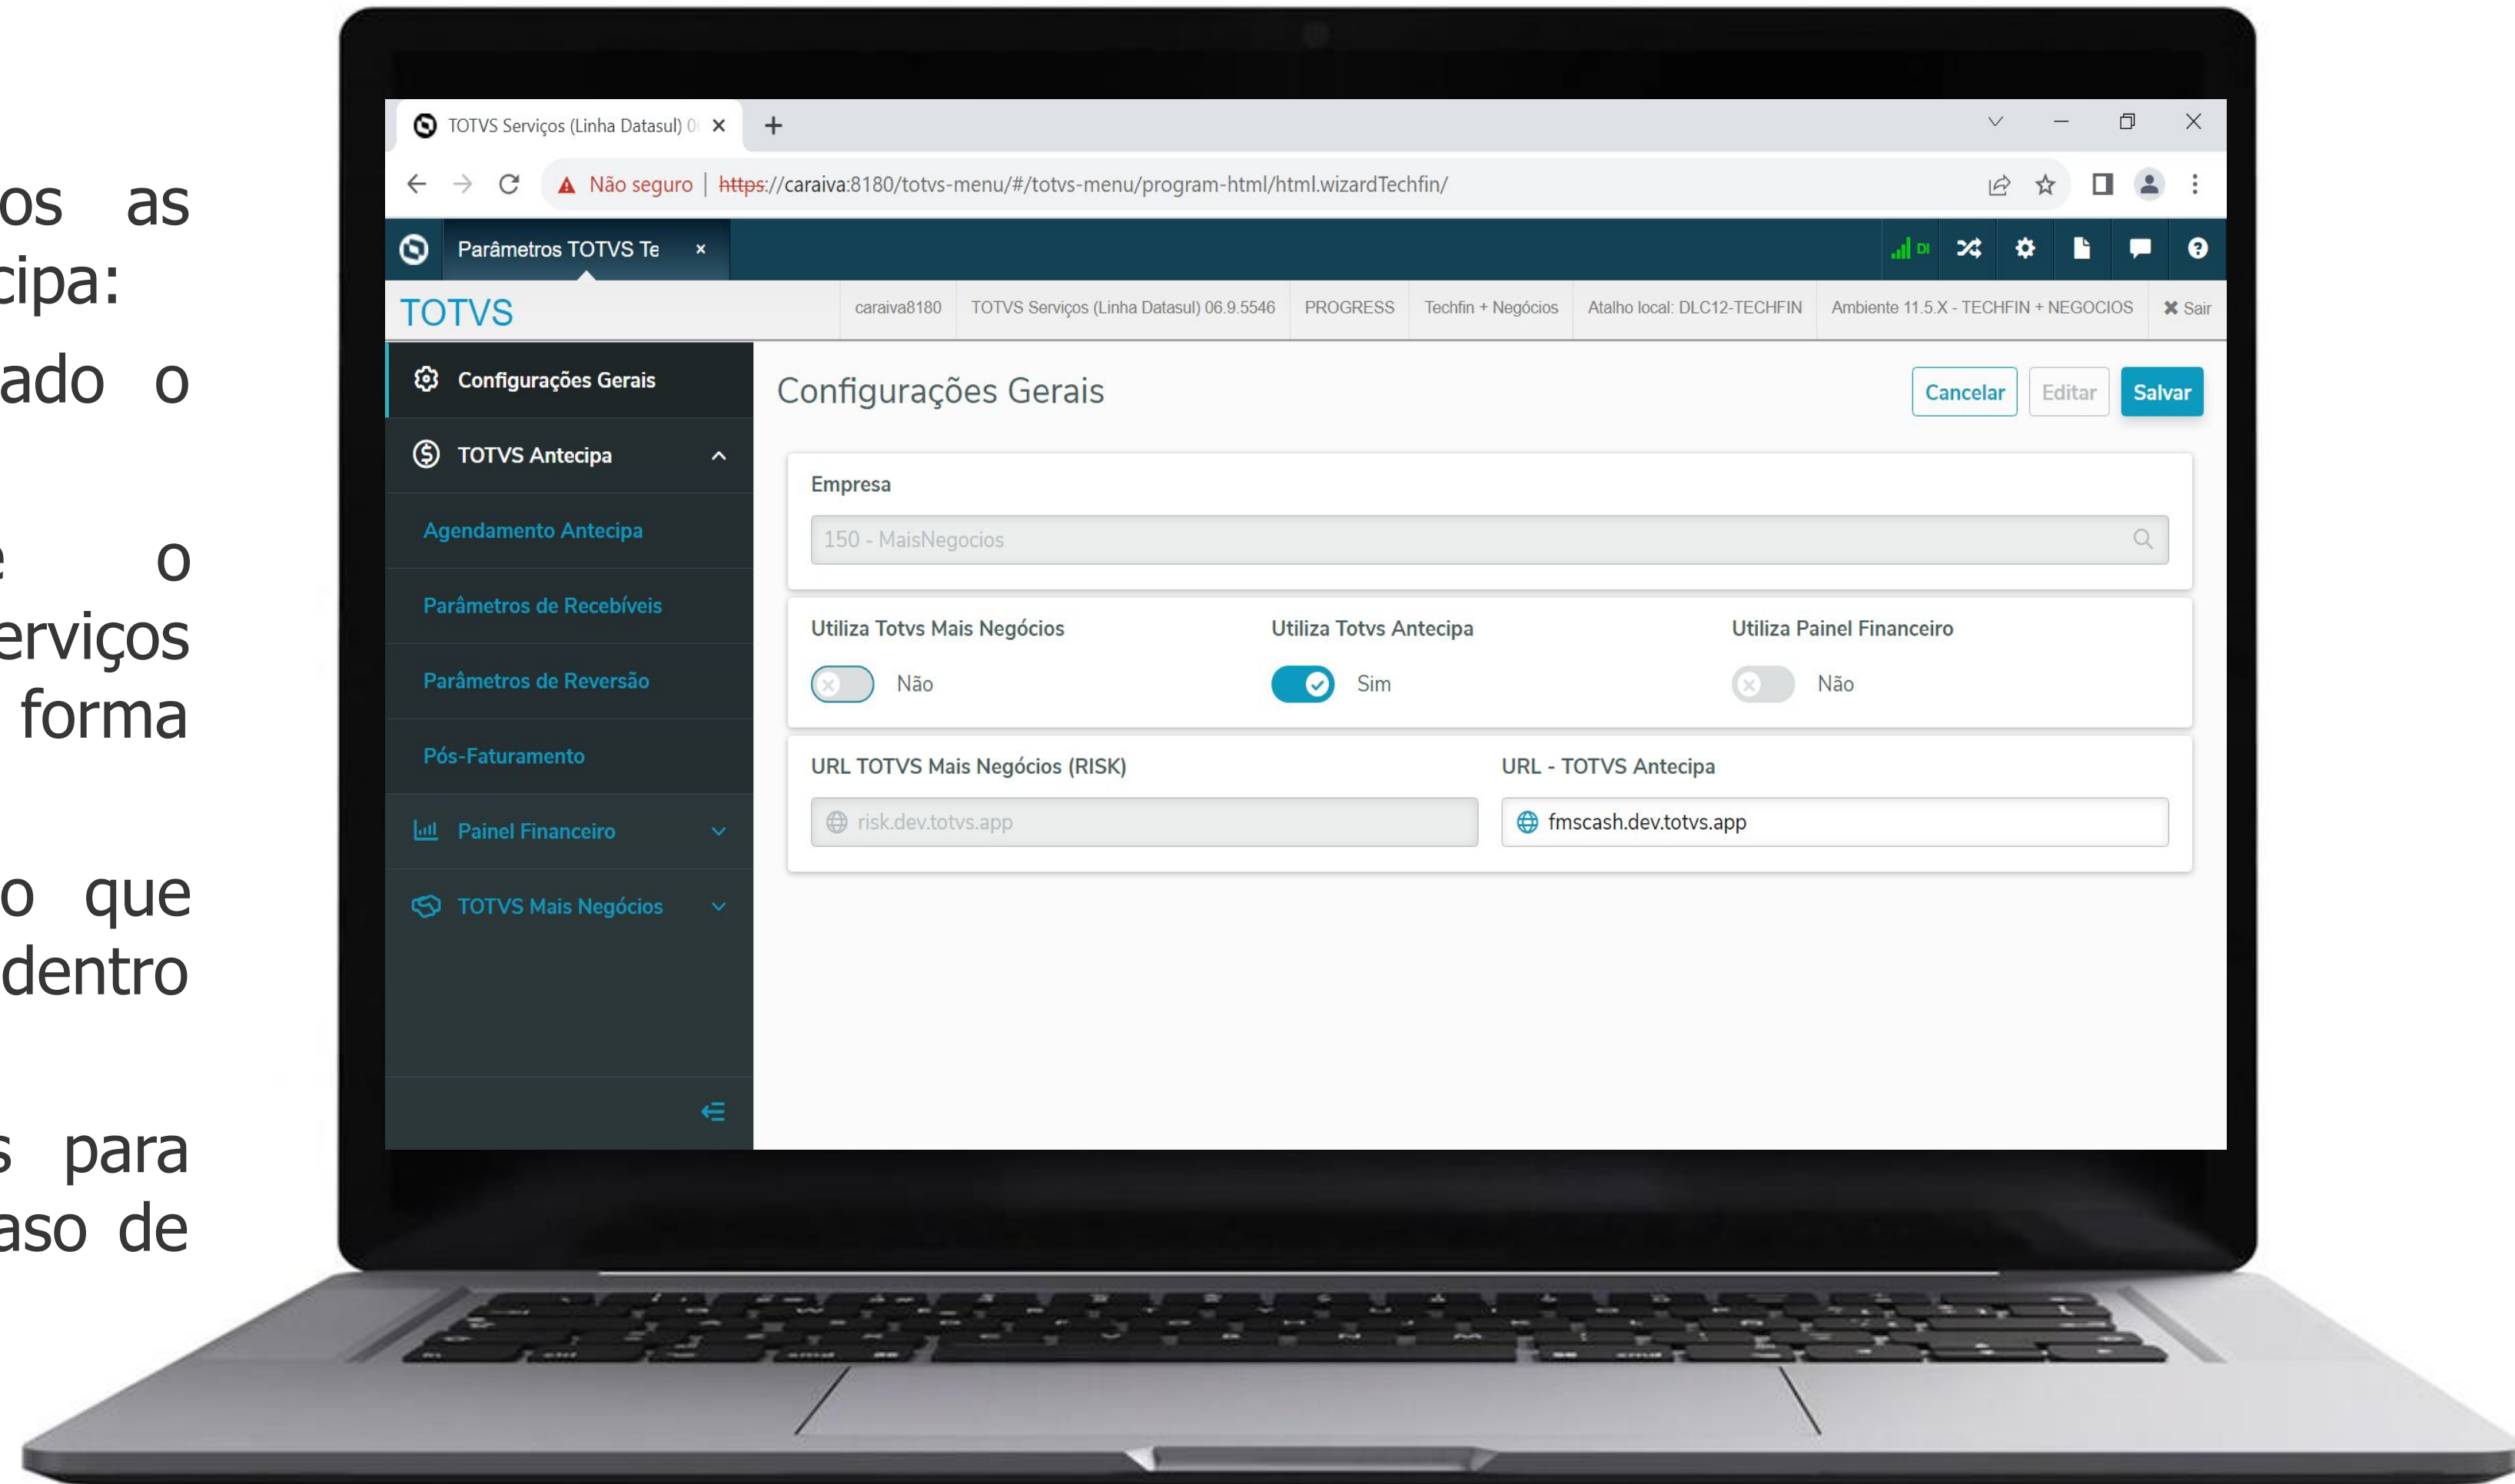 os as
cipa:
ado o
e o
erviços
forma
o que
dentro
s para
aso de
TOTVS Serviços (Linha Datasul) 0
Não seguro | https://caraiva:8180/totvs-menu/#/totvs-menu/program-html/html.wizardTechfin/
Parâmetros TOTVS Te ×
DI
TOTVS
caraiva8180 TOTVS Serviços (Linha Datasul) 06.9.5546 PROGRESS Techfin + Negócios Atalho local: DLC12-TECHFIN Ambiente 11.5.X - TECHFIN + NEGOCIOS Sair
Configurações Gerais
TOTVS Antecipa
Agendamento Antecipa
Parâmetros de Recebíveis
Parâmetros de Reversão
Pós-Faturamento
Painel Financeiro
TOTVS Mais Negócios
Configurações Gerais
Cancelar Editar Salvar
Empresa
150 - MaisNegocios
Utiliza Totvs Mais Negócios Utiliza Totvs Antecipa Utiliza Painel Financeiro
Não Sim Não
URL TOTVS Mais Negócios (RISK) URL - TOTVS Antecipa
risk.dev.totvs.app fmscash.dev.totvs.app